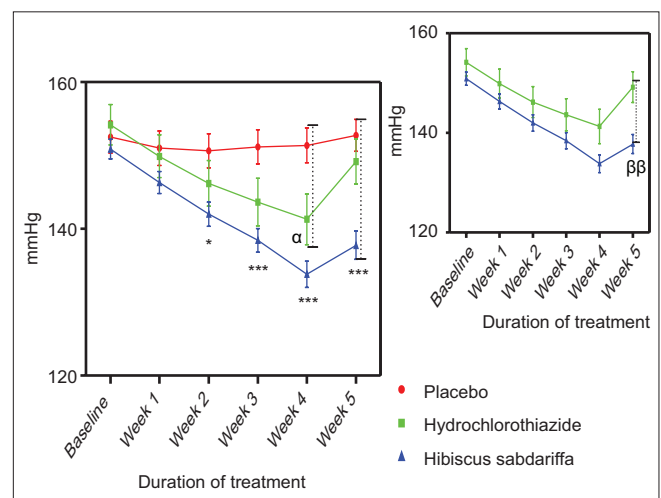 160
140
120
mmHg
α
*
***
***
***
Baseline
Week 1
Week 2
Week 3
Week 4
Week 5
Duration of treatment
160
140
120
mmHg
ββ
Baseline
Week 1
Week 2
Week 3
Week 4
Week 5
Duration of treatment
Placebo
Hydrochlorothiazide
Hibiscus sabdariffa